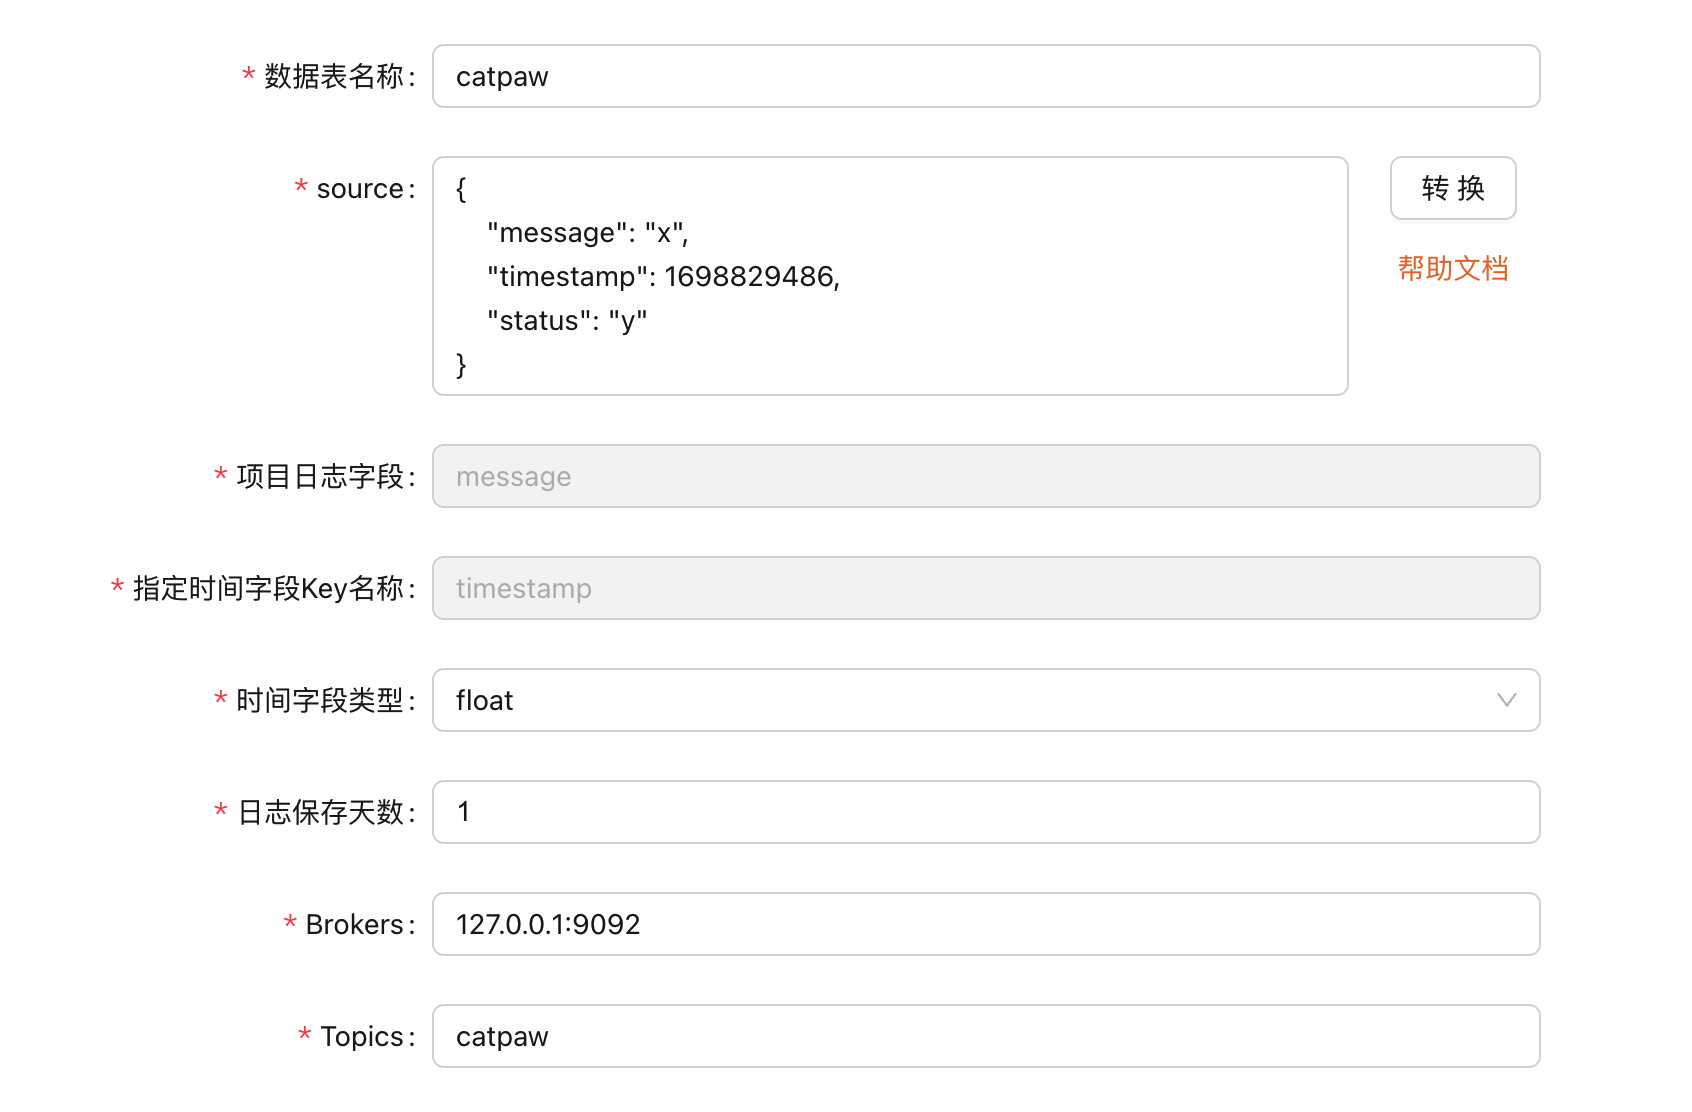 * 数据表名称: catpaw
* source: {
"message": "x",
"timestamp": 1698829486,
"status": "y"
}
转 换
帮助文档
* 项目日志字段: message
* 指定时间字段Key名称: timestamp
* 时间字段类型: float
* 日志保存天数: 1
* Brokers: 127.0.0.1:9092
* Topics: catpaw